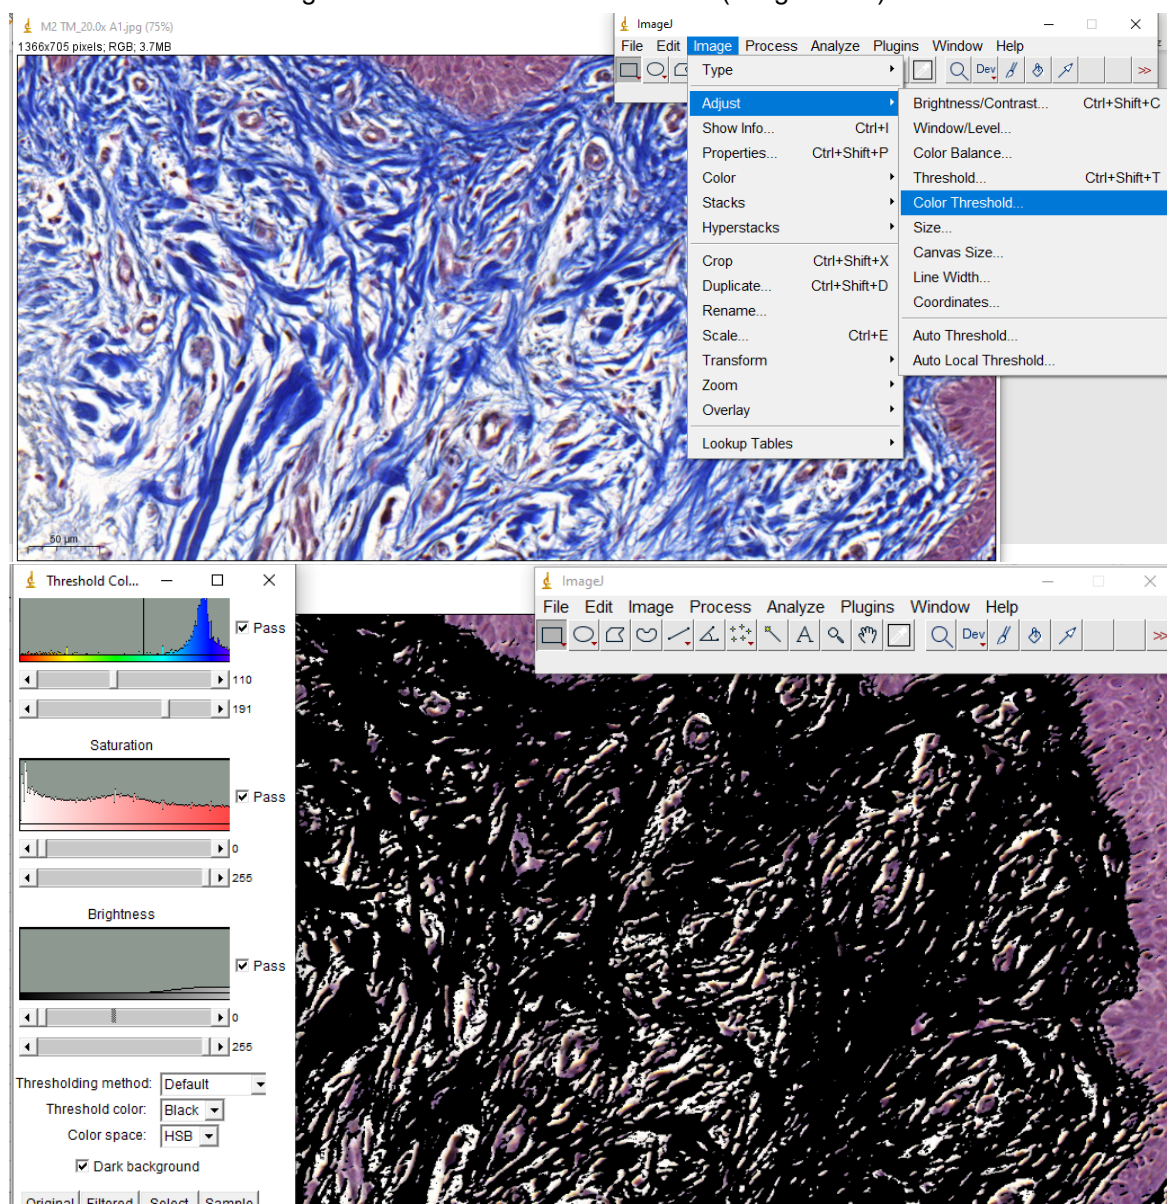 M2 TM_20.0x A1.jpg (75%)
1366x705 pixels; RGB; 3.7MB
ImageJ
File Edit Image Process Analyze Plugins Window Help
Dev
>>
Type
Adjust
Show Info... Ctrl+I
Properties... Ctrl+Shift+P
Color
Stacks
Hyperstacks
Crop Ctrl+Shift+X
Duplicate... Ctrl+Shift+D
Rename...
Scale... Ctrl+E
Transform
Zoom
Overlay
Lookup Tables
Brightness/Contrast... Ctrl+Shift+C
Window/Level...
Color Balance...
Threshold... Ctrl+Shift+T
Color Threshold...
Size...
Canvas Size...
Line Width...
Coordinates...
Auto Threshold...
Auto Local Threshold...
50 µm
Threshold Col...
Pass
110
191
Saturation
Pass
0
255
Brightness
Pass
0
255
Thresholding method: Default
Threshold color: Black
Color space: HSB
Dark background
Original Filtered Select Sample
ImageJ
File Edit Image Process Analyze Plugins Window Help
A
Dev
>>